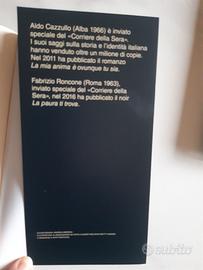 Aldo Cazzullo (Alba 1966) è inviato
speciale del «Corriere della Sera».
I suoi saggi sulla storia e l'identità italiana
hanno venduto oltre un milione di copie.
Nel 2011 ha pubblicato il romanzo
La mia anima è ovunque tu sia.
Fabrizio Roncone (Roma 1963),
inviato speciale del «Corriere della
Sera», nel 2016 ha pubblicato il noir
La paura ti trova.
subito